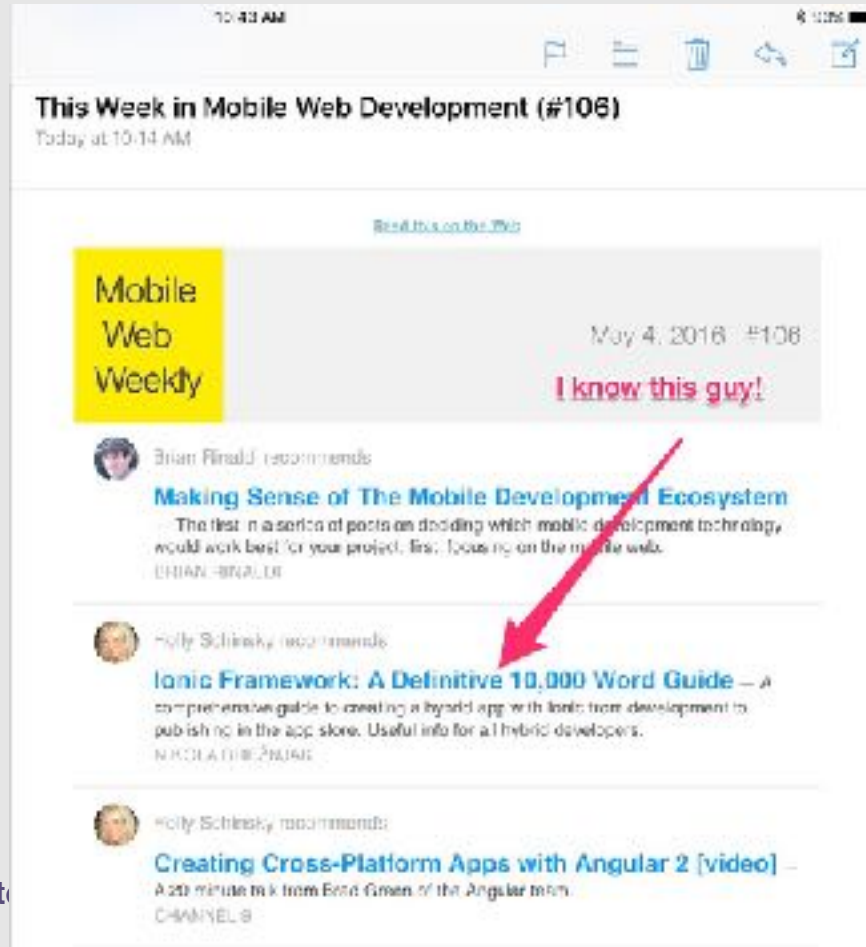 10:43 AM
This Week in Mobile Web Development (#106)
Today at 10:14 AM
Read this on the Web
Mobile
Web
Weekly
May 4, 2016 #106
I know this guy!
Brian Rinaldi recommends
Making Sense of The Mobile Development Ecosystem
— The first in a series of posts on deciding which mobile development technology
would work best for your project, first focusing on the mobile web.
BRIAN RINALDI
Holly Schinsky recommends
Ionic Framework: A Definitive 10,000 Word Guide — A
comprehensive guide to creating a hybrid app with Ionic from development to
publishing in the app store. Useful info for all hybrid developers.
NIKOLA BREŽNJAK
Holly Schinsky recommends
Creating Cross-Platform Apps with Angular 2 [video] —
A 20 minute talk from Brad Green of the Angular team.
CHANNEL 9